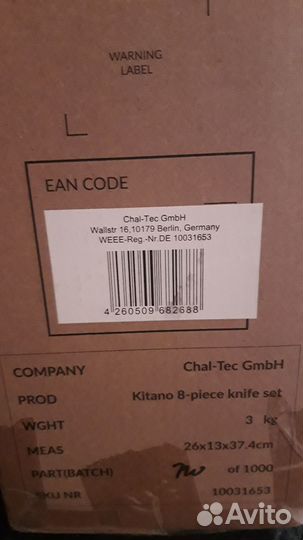 WARNING
LABEL
EAN CODE
Chal-Tec GmbH
Wallstr 16,10179 Berlin, Germany
WEEE-Reg.-Nr.DE 10031653
4 260509 682688
COMPANY Chal-Tec GmbH
PROD Kitano 8-piece knife set
WGHT 3 kg
MEAS 26x13x37.4cm
PART(BATCH) of 1000
SKU NR 10031653
Avito